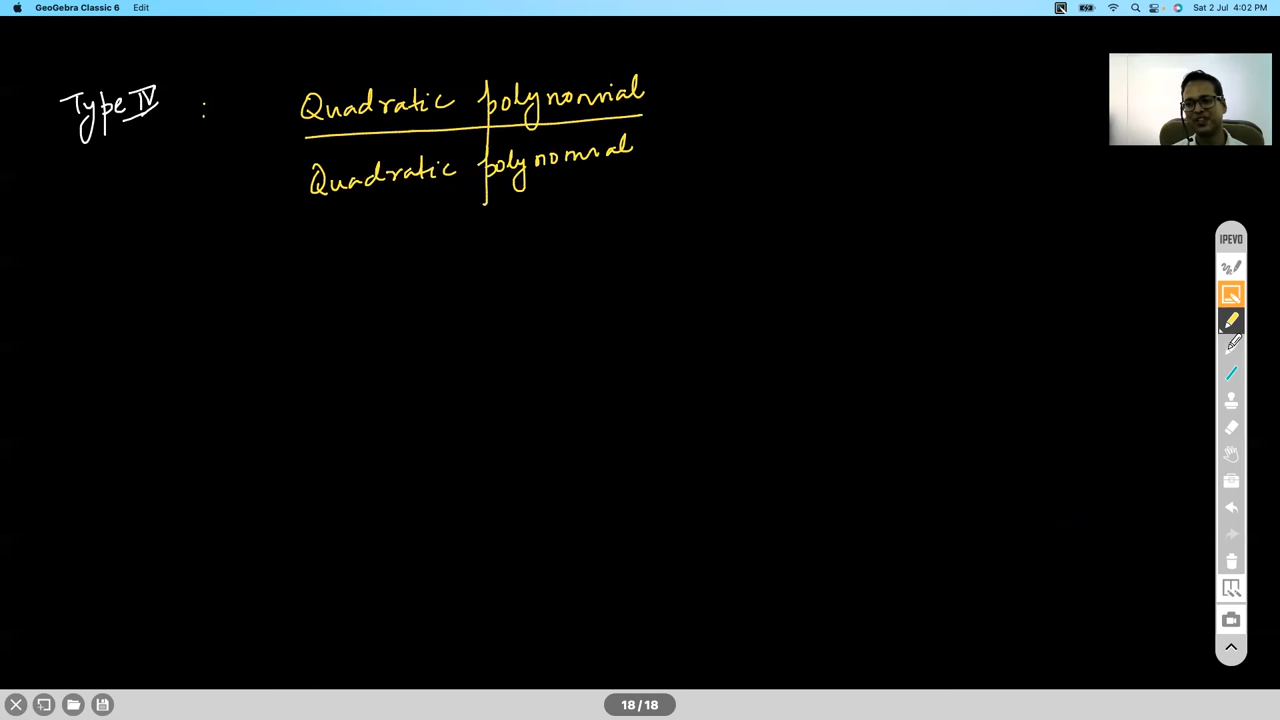 GeoGebra Classic 6 Edit
Sat 2 Jul 4:02 PM
Type IV : Quadratic polynomial
Quadratic polynomial
IPEVO
18 / 18